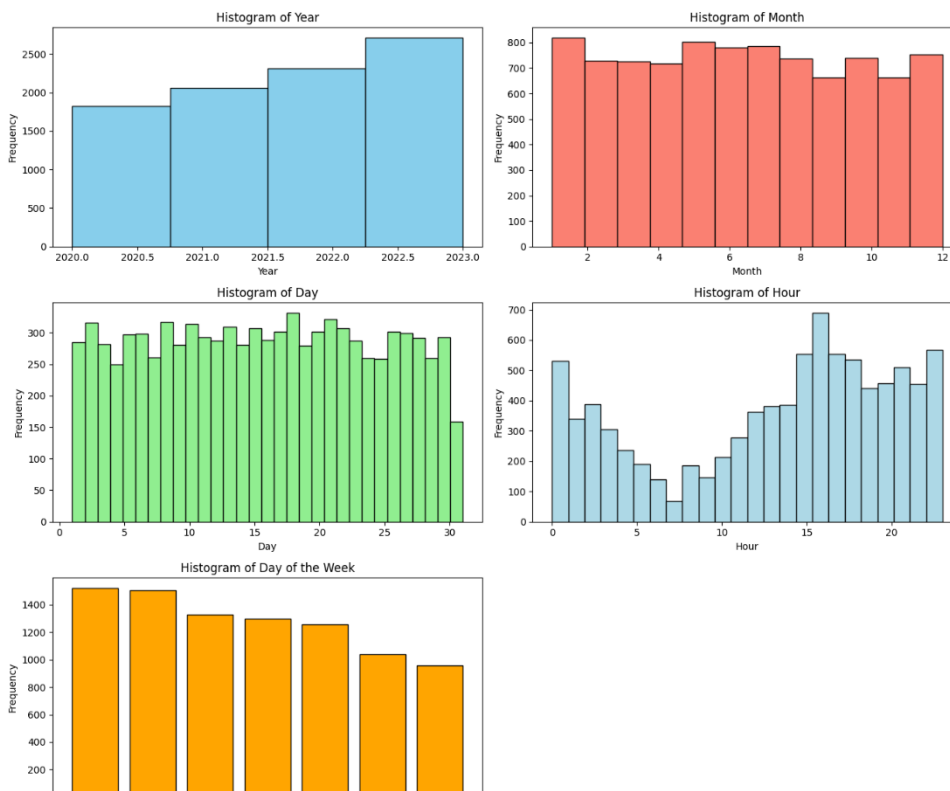 Histogram of Year
Frequency
2500
2000
1500
1000
500
0
2020.0 2020.5 2021.0 2021.5 2022.0 2022.5 2023.0
Year
Histogram of Month
Frequency
800
700
600
500
400
300
200
100
0
2 4 6 8 10 12
Month
Histogram of Day
Frequency
300
250
200
150
100
50
0
0 5 10 15 20 25 30
Day
Histogram of Hour
Frequency
700
600
500
400
300
200
100
0
0 5 10 15 20
Hour
Histogram of Day of the Week
Frequency
1400
1200
1000
800
600
400
200